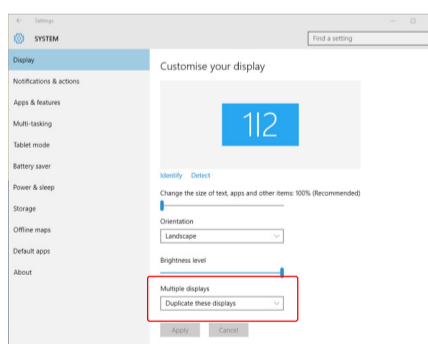 Settings
SYSTEM
Find a setting
Display
Notifications & actions
Apps & features
Multi-tasking
Tablet mode
Battery saver
Power & sleep
Storage
Offline maps
Default apps
About
Customise your display
1|2
Identify Detect
Change the size of text, apps and other items: 100% (Recommended)
Orientation
Landscape
Brightness level
Multiple displays
Duplicate these displays
Apply Cancel